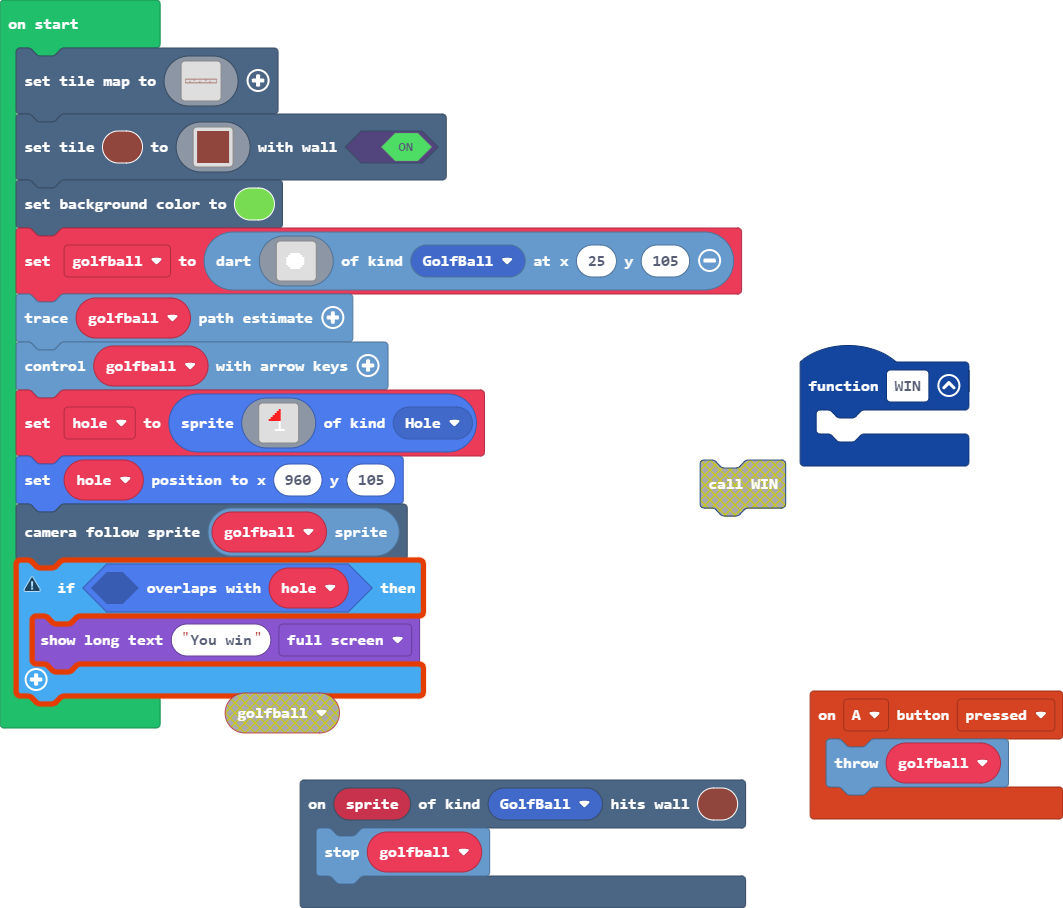 on start
set tile map to
set tile to with wall ON
set background color to
set golfball to dart of kind GolfBall at x 25 y 105
trace golfball path estimate
control golfball with arrow keys
function WIN
set hole to sprite of kind Hole
set hole position to x 960 y 105
call WIN
camera follow sprite golfball sprite
if overlaps with hole then
show long text "You win" full screen
golfball
on A button pressed
throw golfball
on sprite of kind GolfBall hits wall
stop golfball